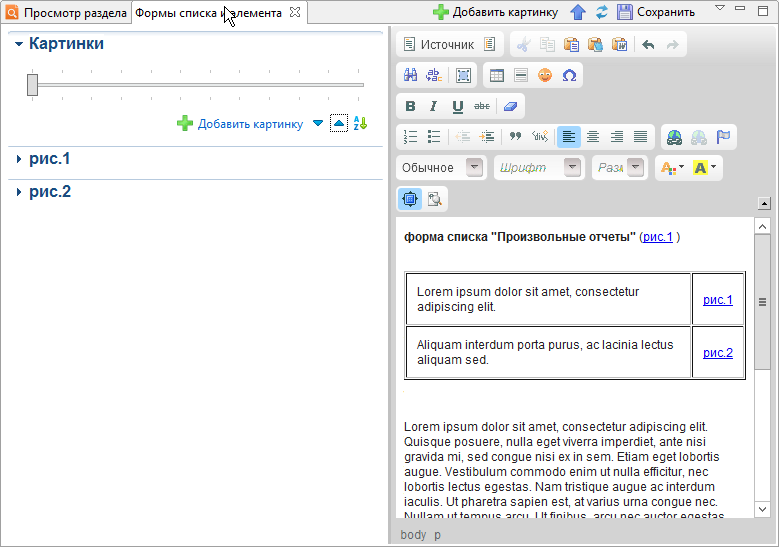 Просмотр раздела
Формы списка и элемента
Добавить картинку
Сохранить
Картинки
Добавить картинку
рис.1
рис.2
Источник
B I U abc
Обычное
Шрифт
Разм
форма списка "Произвольные отчеты" (рис.1 )
Lorem ipsum dolor sit amet, consectetur
adipiscing elit.
рис.1
Aliquam interdum porta purus, ac lacinia lectus
aliquam sed.
рис.2
Lorem ipsum dolor sit amet, consectetur adipiscing elit.
Quisque posuere, nulla eget viverra imperdiet, ante nisi
gravida mi, sed congue nisi ex in sem. Etiam eget lobortis
augue. Vestibulum commodo enim ut nulla efficitur, nec
lobortis lectus egestas. Nam tristique augue ac interdum
iaculis. Ut pharetra sapien est, at varius urna congue nec.
Nullam ut tempus arcu. Ut finibus, arcu nec auctor egestas
body p